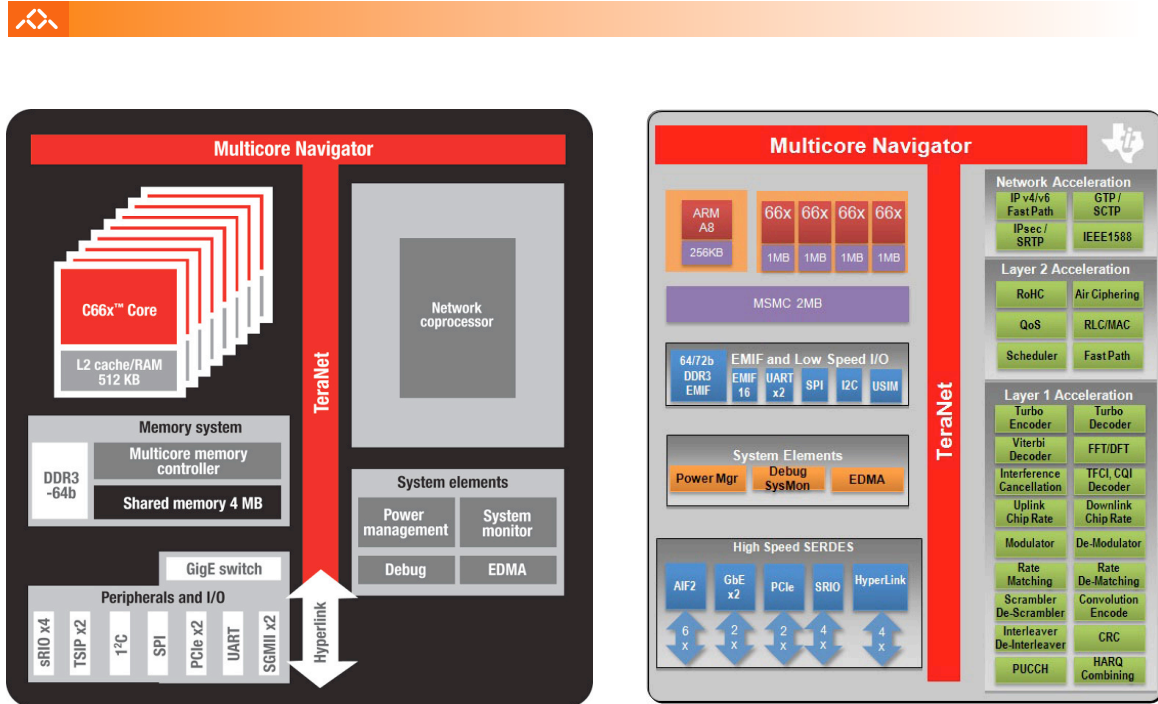 Multicore Navigator
C66x™ Core
L2 cache/RAM
512 KB
TeraNet
Network
coprocessor
Memory system
DDR3
-64b
Multicore memory
controller
Shared memory 4 MB
System elements
Power
management
System
monitor
Debug
EDMA
GigE switch
Peripherals and I/O
sRIO x4
TSIP x2
I²C
SPI
PCIe x2
UART
SGMII x2
Hyperlink
Multicore Navigator
ti
ARM
A8
256KB
66x 66x 66x 66x
1MB 1MB 1MB 1MB
MSMC 2MB
64/72b
DDR3
EMIF
EMIF and Low Speed I/O
EMIF
16
UART
x2
SPI
I2C
USIM
System Elements
Power Mgr
Debug
SysMon
EDMA
High Speed SERDES
AIF2
GbE
x2
PCIe
SRIO
HyperLink
6
x
2
x
2
x
4
x
4
x
TeraNet
Network Acceleration
IP v4/v6
Fast Path
GTP /
SCTP
IPsec /
SRTP
IEEE1588
Layer 2 Acceleration
RoHC
Air Ciphering
QoS
RLC/MAC
Scheduler
Fast Path
Layer 1 Acceleration
Turbo
Encoder
Turbo
Decoder
Viterbi
Decoder
FFT/DFT
Interference
Cancellation
TFCI, CQI
Decoder
Uplink
Chip Rate
Downlink
Chip Rate
Modulator
De-Modulator
Rate
Matching
Rate
De-Matching
Scrambler
De-Scrambler
Convolution
Encode
Interleaver
De-Interleaver
CRC
PUCCH
HARQ
Combining